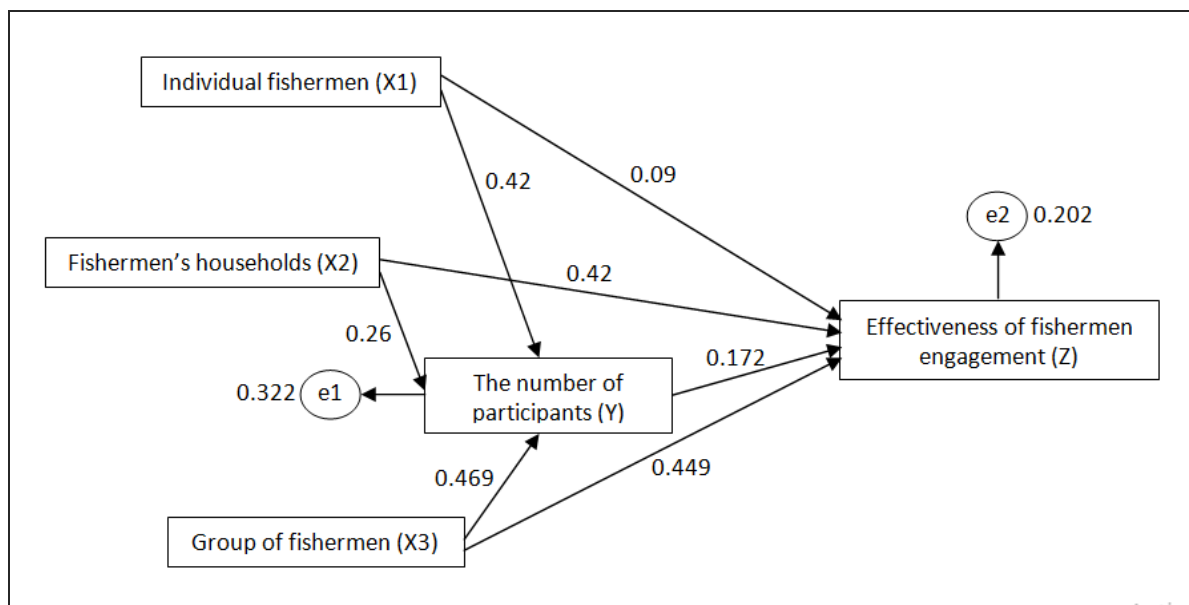 Individual fishermen (X1)
0.09
0.42
e2 0.202
Fishermen's households (X2)
0.42
Effectiveness of fishermen
engagement (Z)
0.26
0.172
The number of
participants (Y)
0.322 e1
0.449
0.469
Group of fishermen (X3)